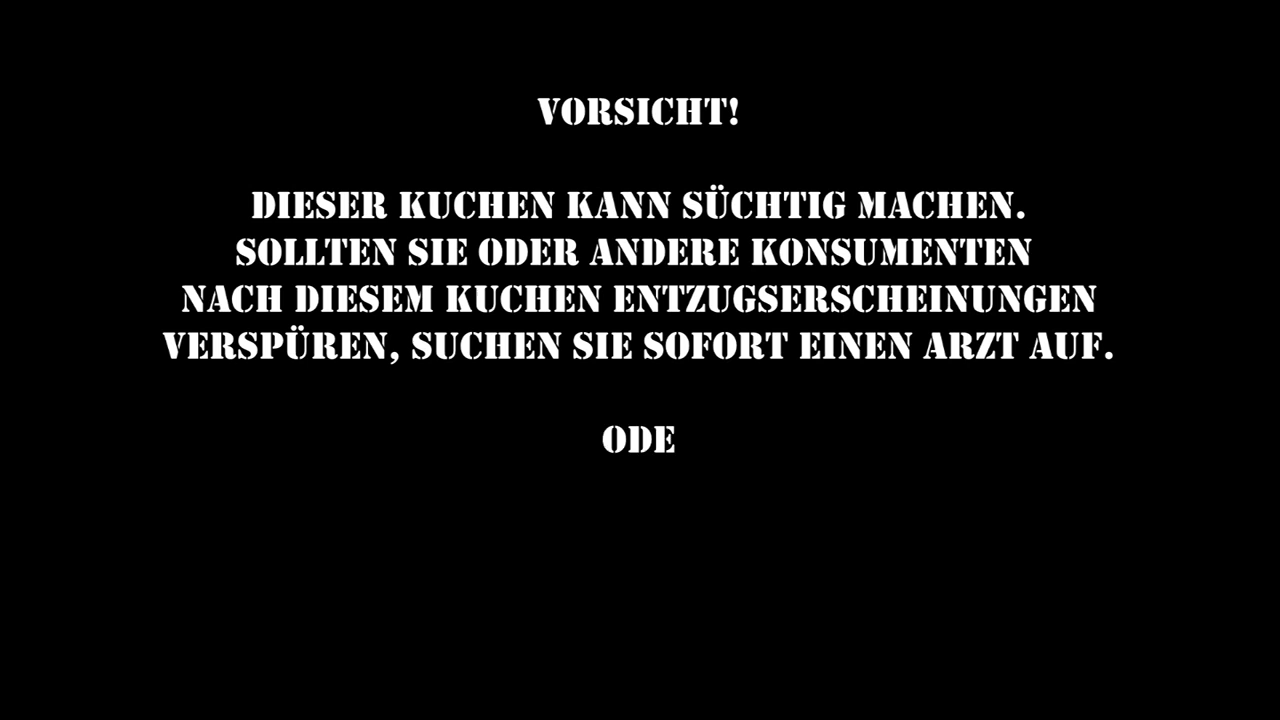 VORSICHT!
DIESER KUCHEN KANN SÜCHTIG MACHEN.
SOLLTEN SIE ODER ANDERE KONSUMENTEN
NACH DIESEM KUCHEN ENTZUGSERSCHEINUNGEN
VERSPÜREN, SUCHEN SIE SOFORT EINEN ARZT AUF.
ODE